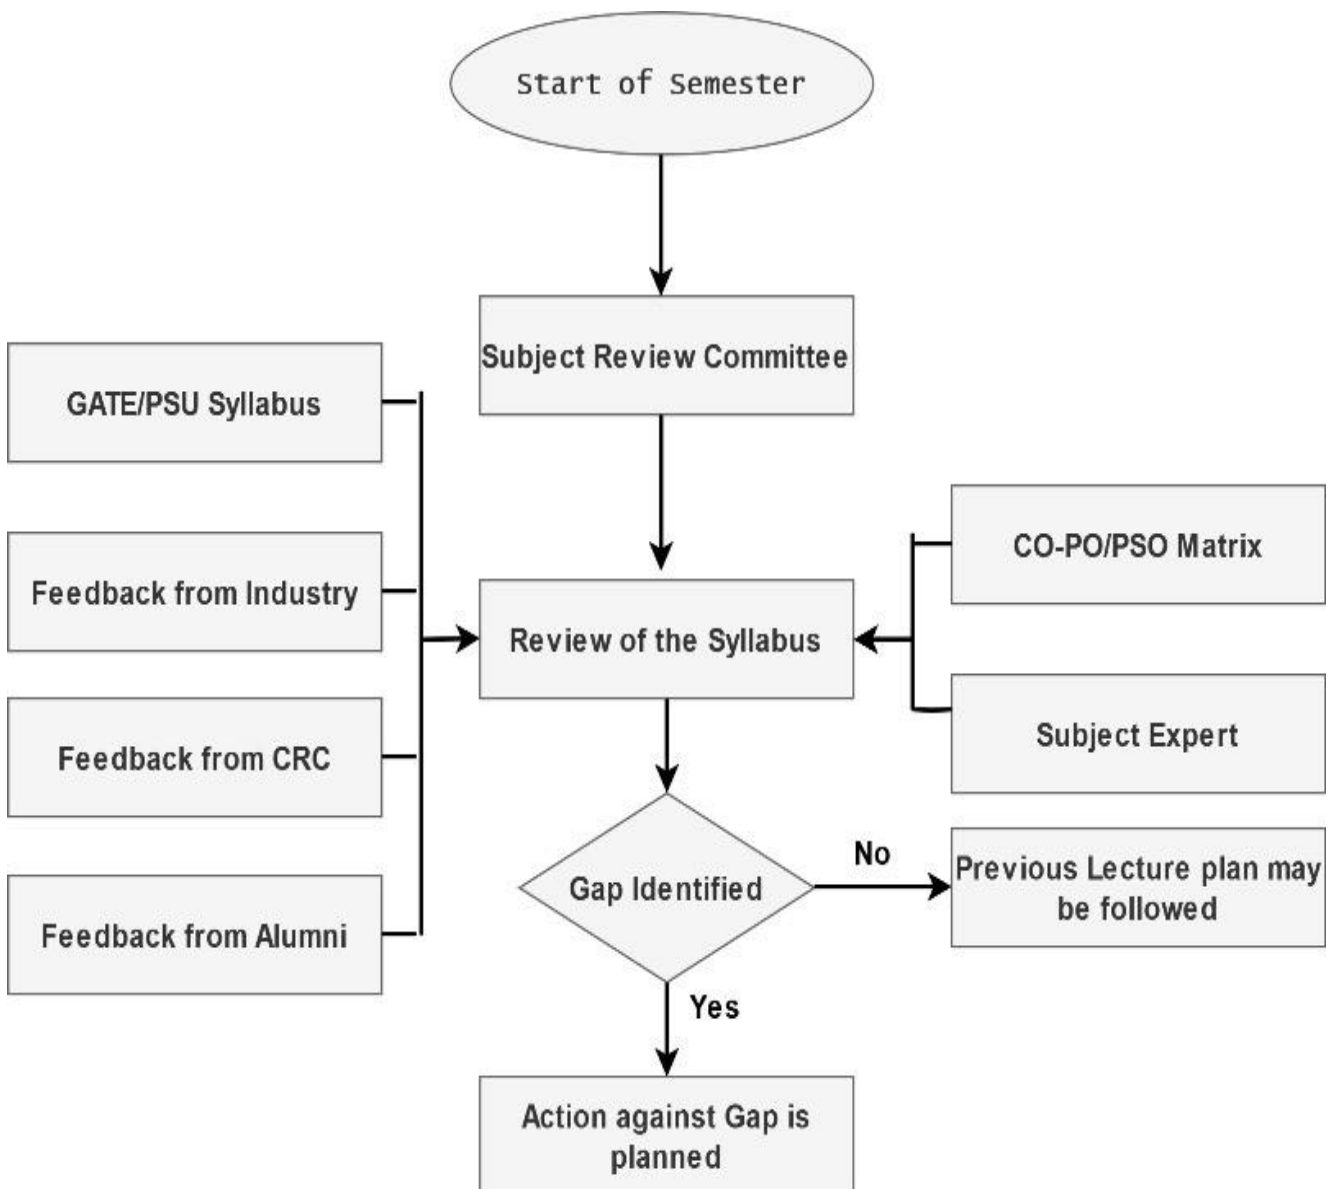 Start of Semester
Subject Review Committee
GATE/PSU Syllabus
Feedback from Industry
Feedback from CRC
Feedback from Alumni
Review of the Syllabus
CO-PO/PSO Matrix
Subject Expert
Gap Identified
No
Previous Lecture plan may
be followed
Yes
Action against Gap is
planned